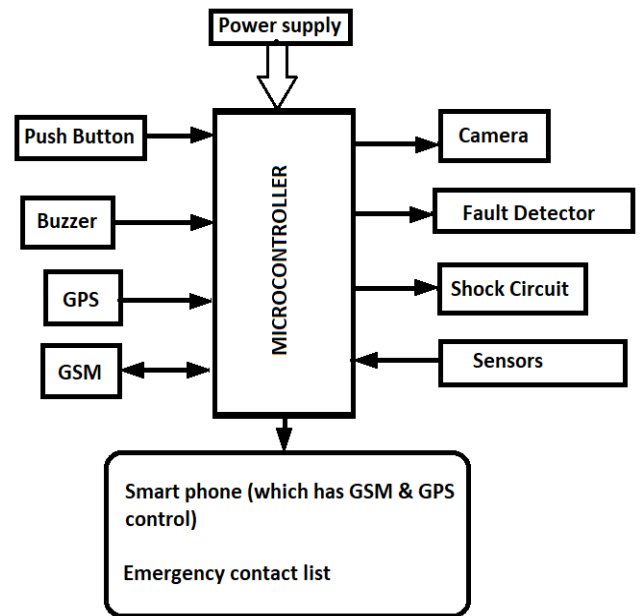 Power supply
Push Button
Buzzer
GPS
GSM
MICROCONTROLLER
Camera
Fault Detector
Shock Circuit
Sensors
Smart phone (which has GSM & GPS
control)
Emergency contact list